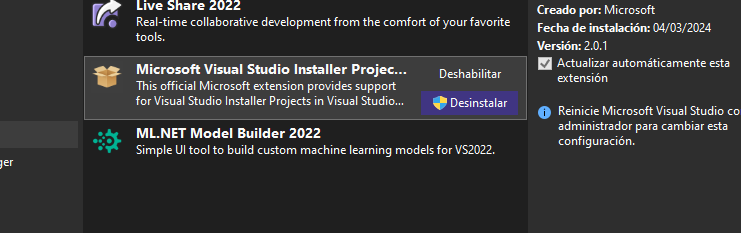 Live Share 2022
Real-time collaborative development from the comfort of your favorite
tools.
Microsoft Visual Studio Installer Projec...
Deshabilitar
This official Microsoft extension provides support
for Visual Studio Installer Projects in Visual Studio...
Desinstalar
ML.NET Model Builder 2022
Simple UI tool to build custom machine learning models for VS2022.
ger
Creado por: Microsoft
Fecha de instalación: 04/03/2024
Versión: 2.0.1
Actualizar automáticamente esta
extensión
Reinicie Microsoft Visual Studio co
administrador para cambiar esta
configuración.